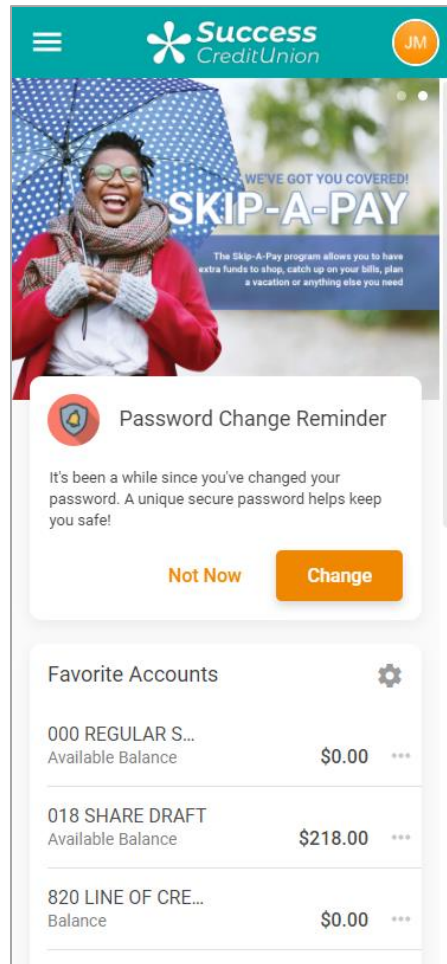 Success
CreditUnion
JM
WE'VE GOT YOU COVERED!
SKIP-A-PAY
The Skip-A-Pay program allows you to have
extra funds to shop, catch up on your bills, plan
a vacation or anything else you need
Password Change Reminder
It's been a while since you've changed your
password. A unique secure password helps keep
you safe!
Not Now
Change
Favorite Accounts
000 REGULAR S...
Available Balance
$0.00
018 SHARE DRAFT
Available Balance
$218.00
820 LINE OF CRE...
Balance
$0.00